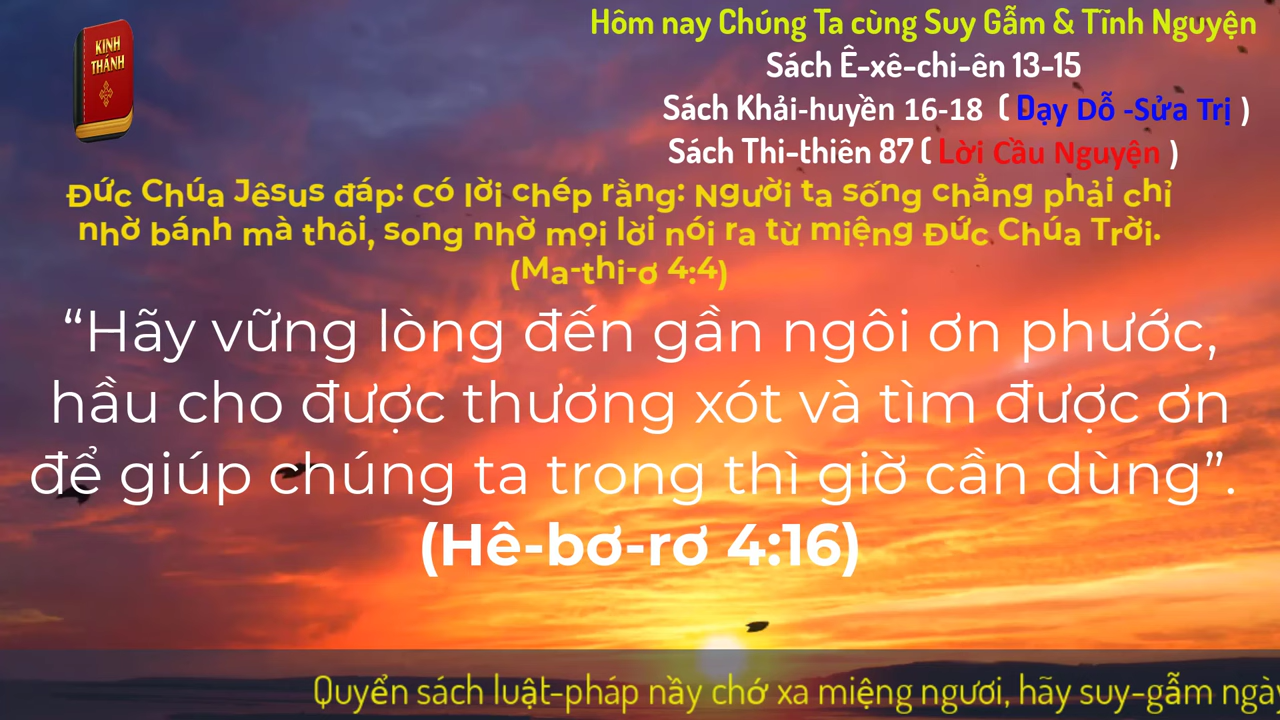 KINH
THÁNH
Hôm nay Chúng Ta cùng Suy Gẫm & Tĩnh Nguyện
Sách Ê-xê-chi-ên 13-15
Sách Khải-huyền 16-18 ( Dạy Dỗ -Sửa Trị )
Sách Thi-thiên 87 ( Lời Cầu Nguyện )
Đức Chúa Jêsus đáp: Có lời chép rằng: Người ta sống chẳng phải chỉ
nhờ bánh mà thôi, song nhờ mọi lời nói ra từ miệng Đức Chúa Trời.
(Ma-thi-ơ 4:4)
“Hãy vững lòng đến gần ngôi ơn phước,
hầu cho được thương xót và tìm được ơn
để giúp chúng ta trong thì giờ cần dùng”.
(Hê-bơ-rơ 4:16)
Quyển sách luật-pháp nầy chớ xa miệng ngươi, hãy suy-gẫm ngày